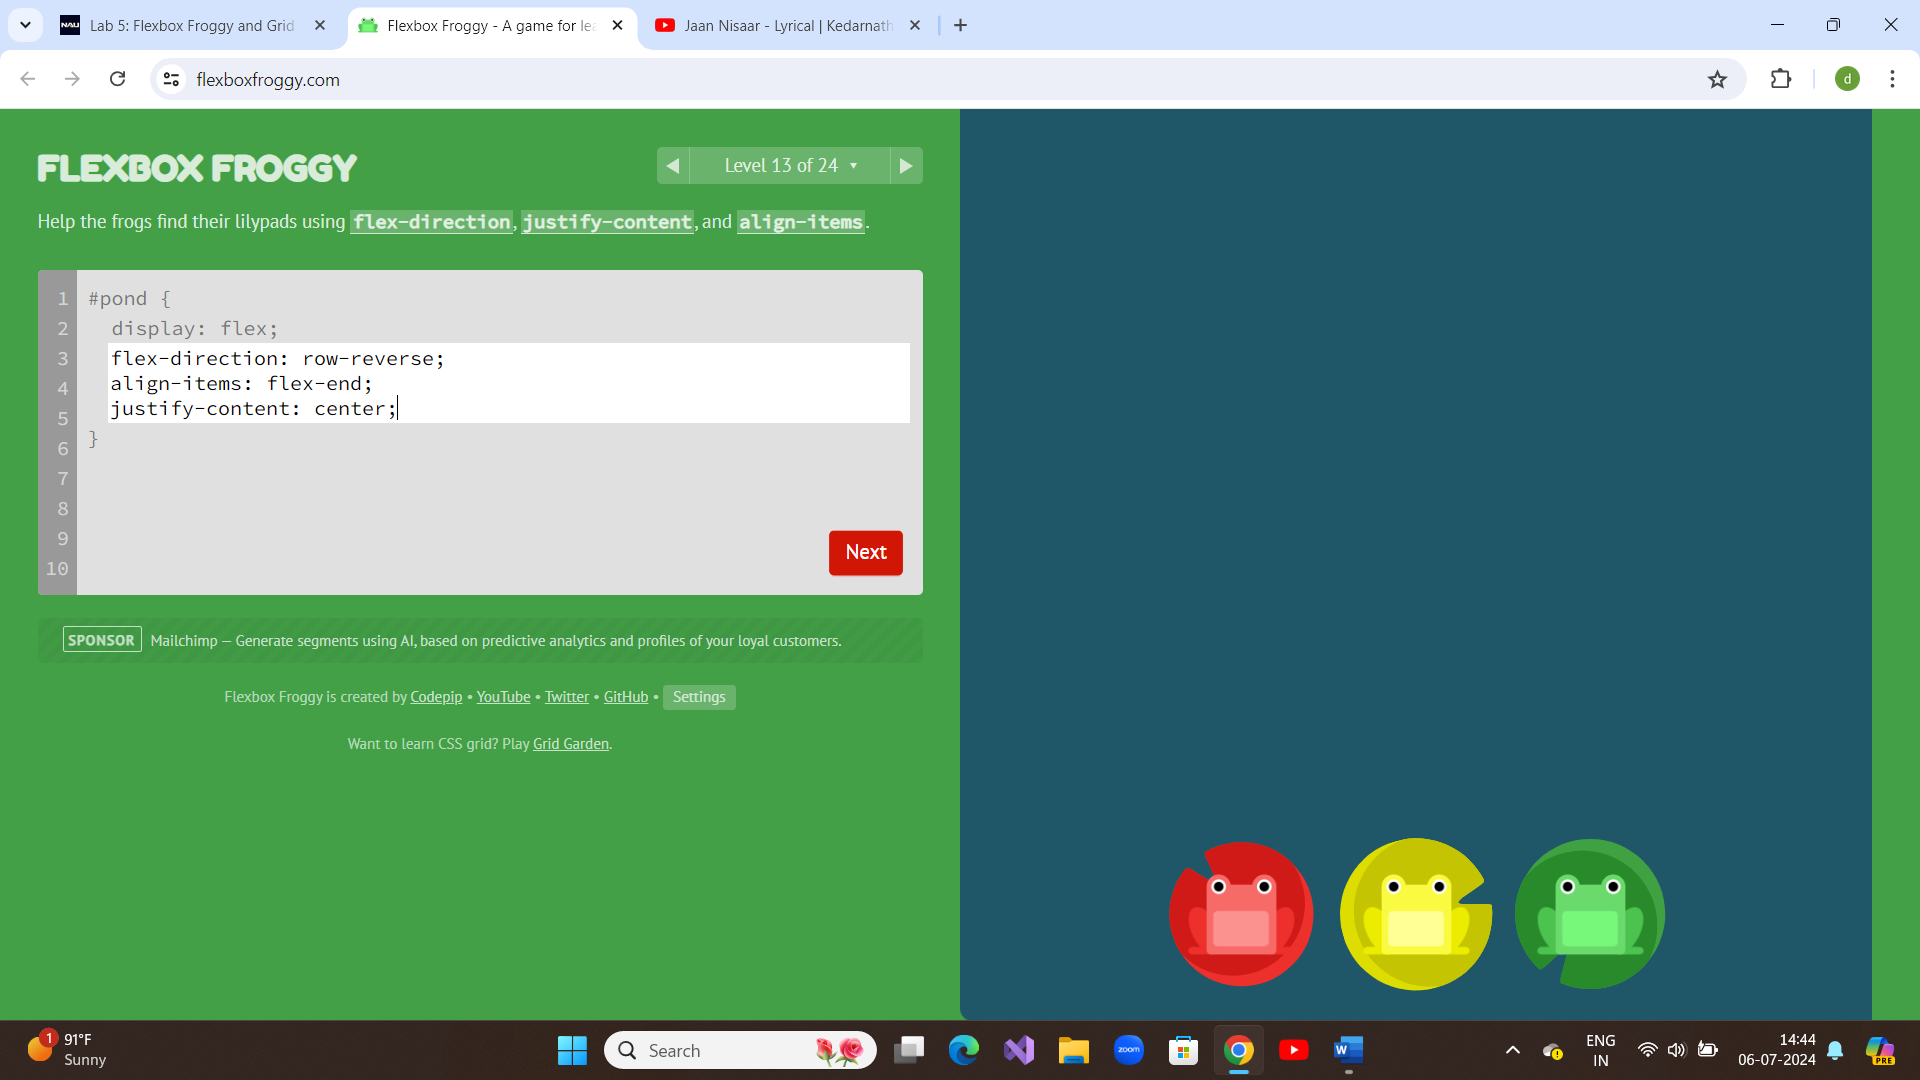 Lab 5: Flexbox Froggy and Grid
Flexbox Froggy - A game for lea
Jaan Nisaar - Lyrical | Kedarnath
flexboxfroggy.com
d
FLEXBOX FROGGY
Level 13 of 24
Help the frogs find their lilypads using flex-direction, justify-content, and align-items.
1 #pond {
2 display: flex;
3 flex-direction: row-reverse;
4 align-items: flex-end;
5 justify-content: center;
6 }
7
8
9
10
Next
SPONSOR Mailchimp — Generate segments using AI, based on predictive analytics and profiles of your loyal customers.
Flexbox Froggy is created by Codepip • YouTube • Twitter • GitHub • Settings
Want to learn CSS grid? Play Grid Garden.
1
91°F
Sunny
Search
zoom
W
ENG
IN
14:44
06-07-2024
PRE